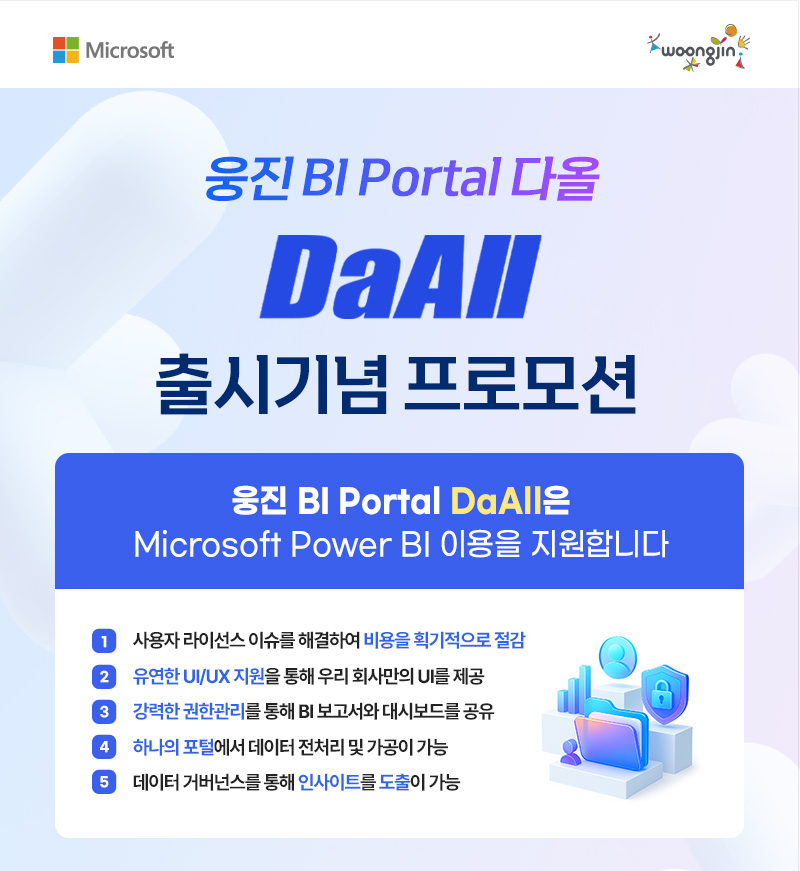 Microsoft
woongjin
웅진 BI Portal 다올
DaAll
출시기념 프로모션
웅진 BI Portal DaAll은
Microsoft Power BI 이용을 지원합니다
1 사용자 라이선스 이슈를 해결하여 비용을 획기적으로 절감
2 유연한 UI/UX 지원을 통해 우리 회사만의 UI를 제공
3 강력한 권한관리를 통해 BI 보고서와 대시보드를 공유
4 하나의 포털에서 데이터 전처리 및 가공이 가능
5 데이터 거버넌스를 통해 인사이트를 도출이 가능